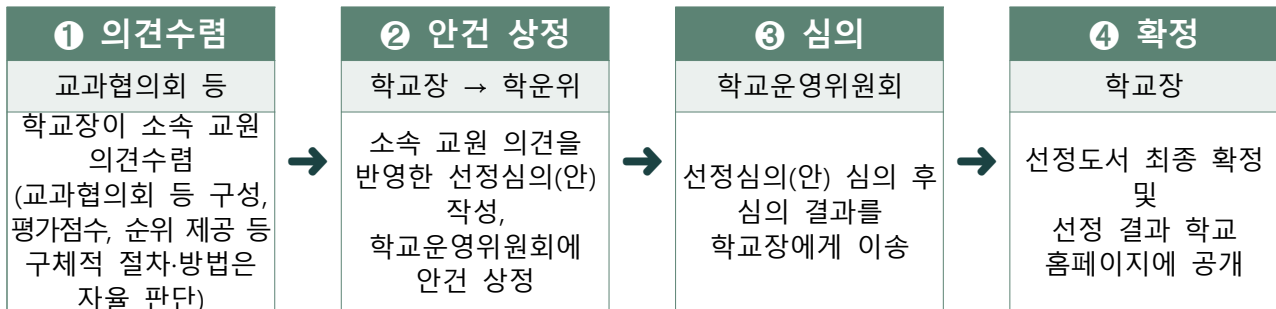 ❶ 의견수렴
교과협의회 등
학교장이 소속 교원
의견수렴
(교과협의회 등 구성,
평가점수, 순위 제공 등
구체적 절차·방법은
자율 판단)
➜
❷ 안건 상정
학교장 → 학운위
소속 교원 의견을
반영한 선정심의(안)
작성,
학교운영위원회에
안건 상정
➜
❸ 심의
학교운영위원회
선정심의(안) 심의 후
심의 결과를
학교장에게 이송
➜
❹ 확정
학교장
선정도서 최종 확정
및
선정 결과 학교
홈페이지에 공개